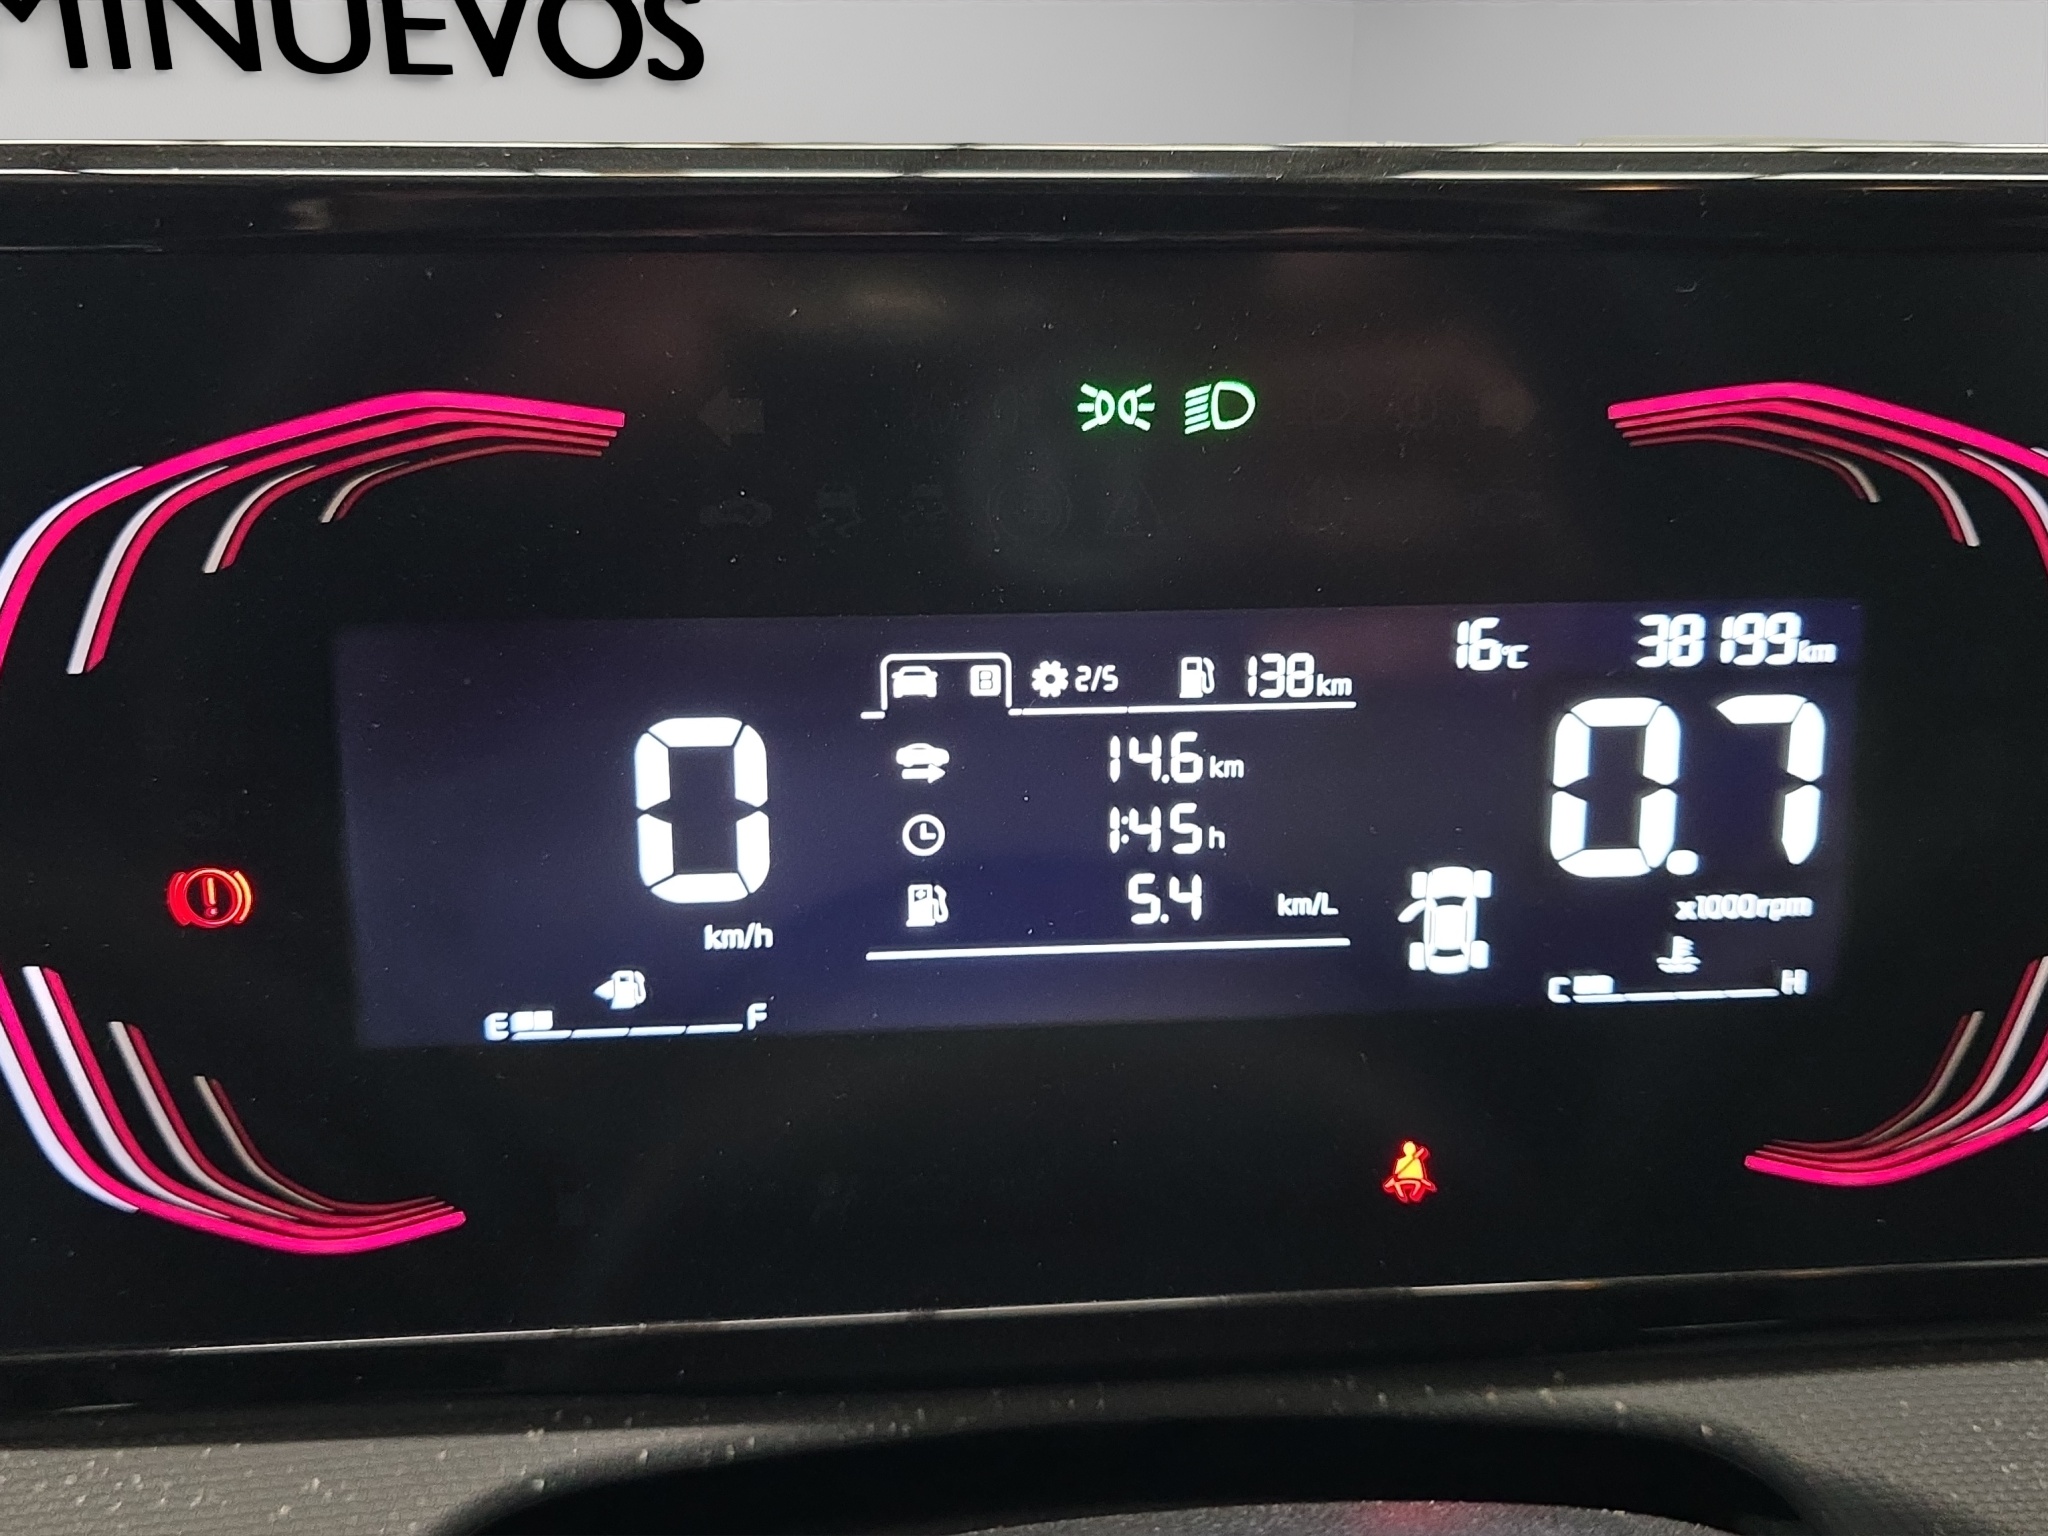 MINUEVOS
16°C 38199km
B 2/5 138km
0 km/h
14.6km
1:45h
5.4 km/L
0.7
x1000rpm
E F
C H